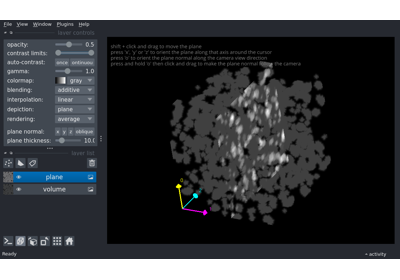 File View Window Plugins Help
layer controls
opacity: 0.5
contrast limits:
auto-contrast: once continuous
gamma: 1.0
colormap: gray
blending: additive
interpolation: linear
depiction: plane
rendering: average
plane normal: x y z oblique
plane thickness: 10.0
layer list
plane
volume
Ready
activity
shift + click and drag to move the plane
press 'x', 'y' or 'z' to orient the plane along that axis around the cursor
press 'o' to orient the plane normal along the camera view direction
press and hold 'o' then click and drag to make the plane normal follow the camera